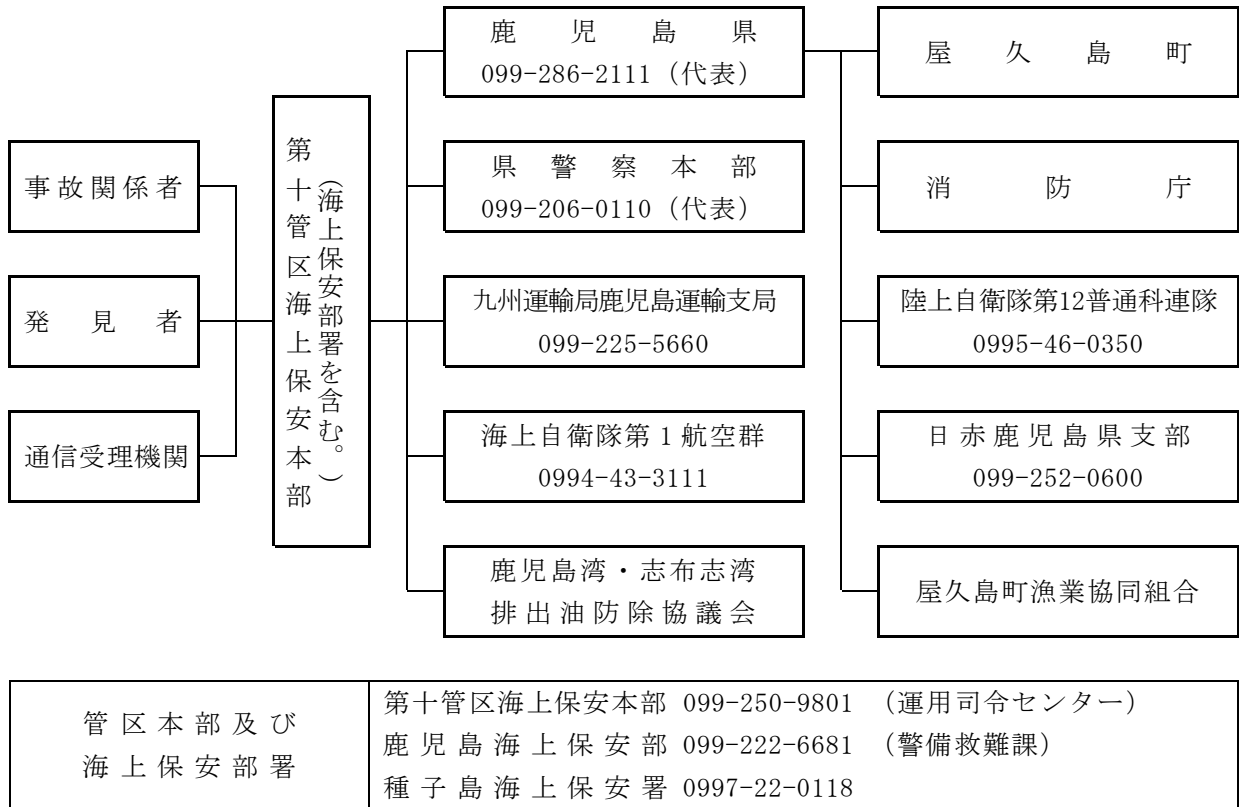 事故関係者
発見者
通信受理機関
第十管区海上保安本部
（海上保安部署を含む。）
鹿児島県
099-286-2111（代表）
県警察本部
099-206-0110（代表）
九州運輸局鹿児島運輸支局
099-225-5660
海上自衛隊第１航空群
0994-43-3111
鹿児島湾・志布志湾
排出油防除協議会
屋久島町
消防庁
陸上自衛隊第12普通科連隊
0995-46-0350
日赤鹿児島県支部
099-252-0600
屋久島町漁業協同組合
管区本部及び
海上保安部署
第十管区海上保安本部 099-250-9801 （運用司令センター）
鹿児島海上保安部 099-222-6681 （警備救難課）
種子島海上保安署 0997-22-0118